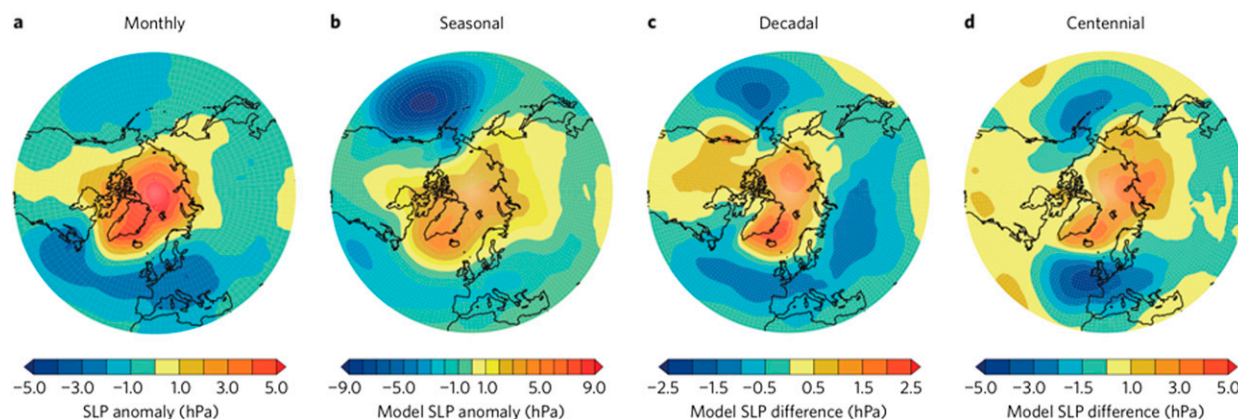 a Monthly
b Seasonal
c Decadal
d Centennial
−5.0 −3.0 −1.0 1.0 3.0 5.0
SLP anomaly (hPa)
−9.0 −5.0 −1.0 1.0 5.0 9.0
Model SLP anomaly (hPa)
−2.5 −1.5 −0.5 0.5 1.5 2.5
Model SLP difference (hPa)
−5.0 −3.0 −1.0 1.0 3.0 5.0
Model SLP difference (hPa)